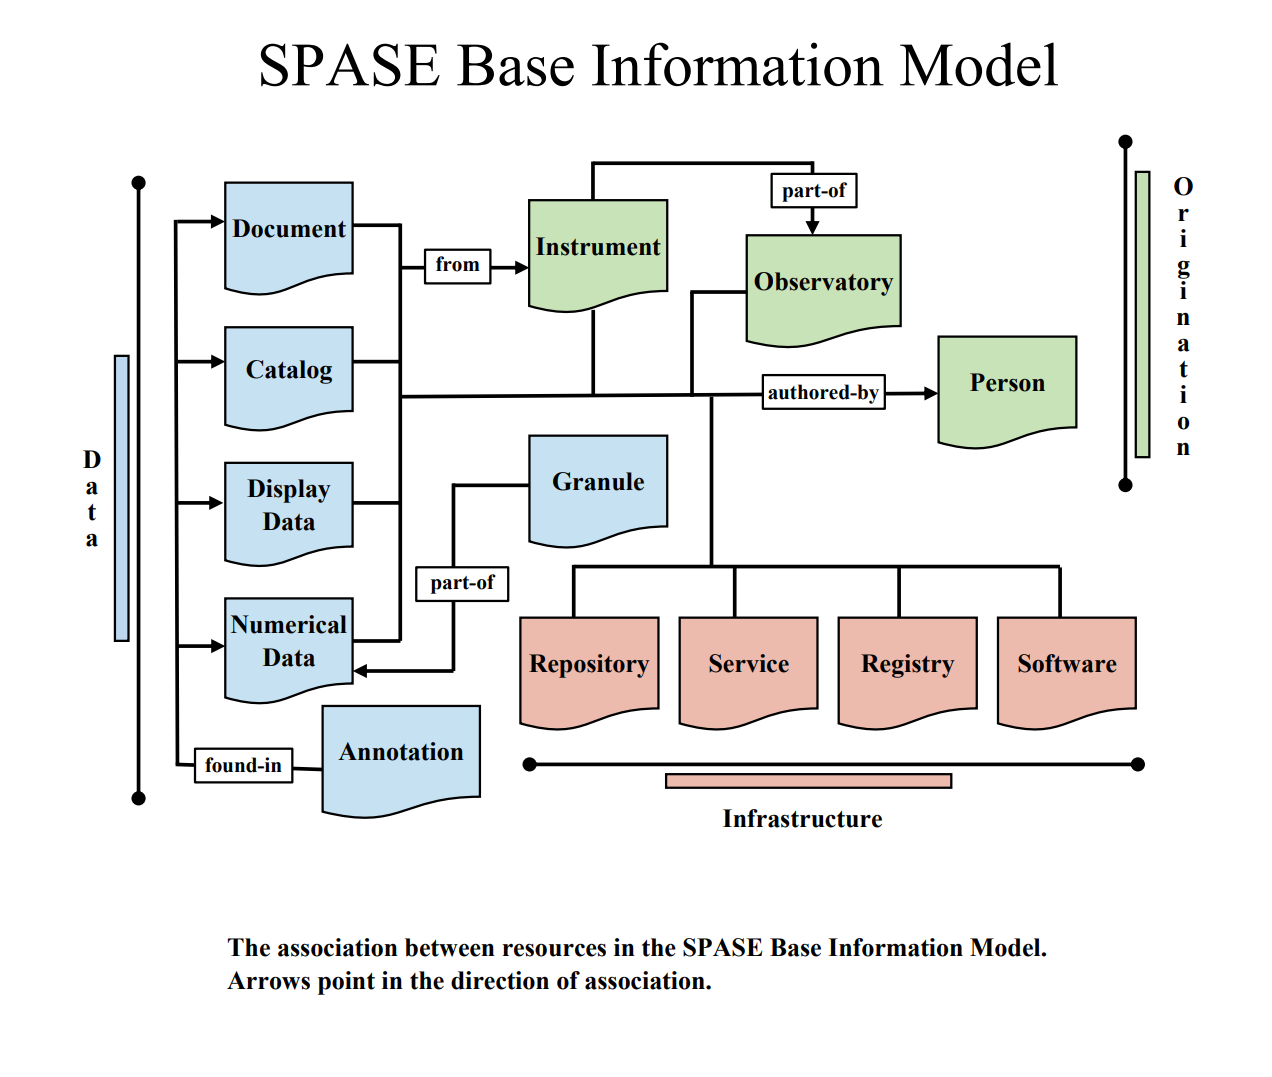 SPASE Base Information Model
Document
Catalog
Display
Data
Numerical
Data
Annotation
found-in
from
Instrument
part-of
Observatory
authored-by
Person
Granule
part-of
Repository
Service
Registry
Software
Data
Origination
Infrastructure
The association between resources in the SPASE Base Information Model.
Arrows point in the direction of association.